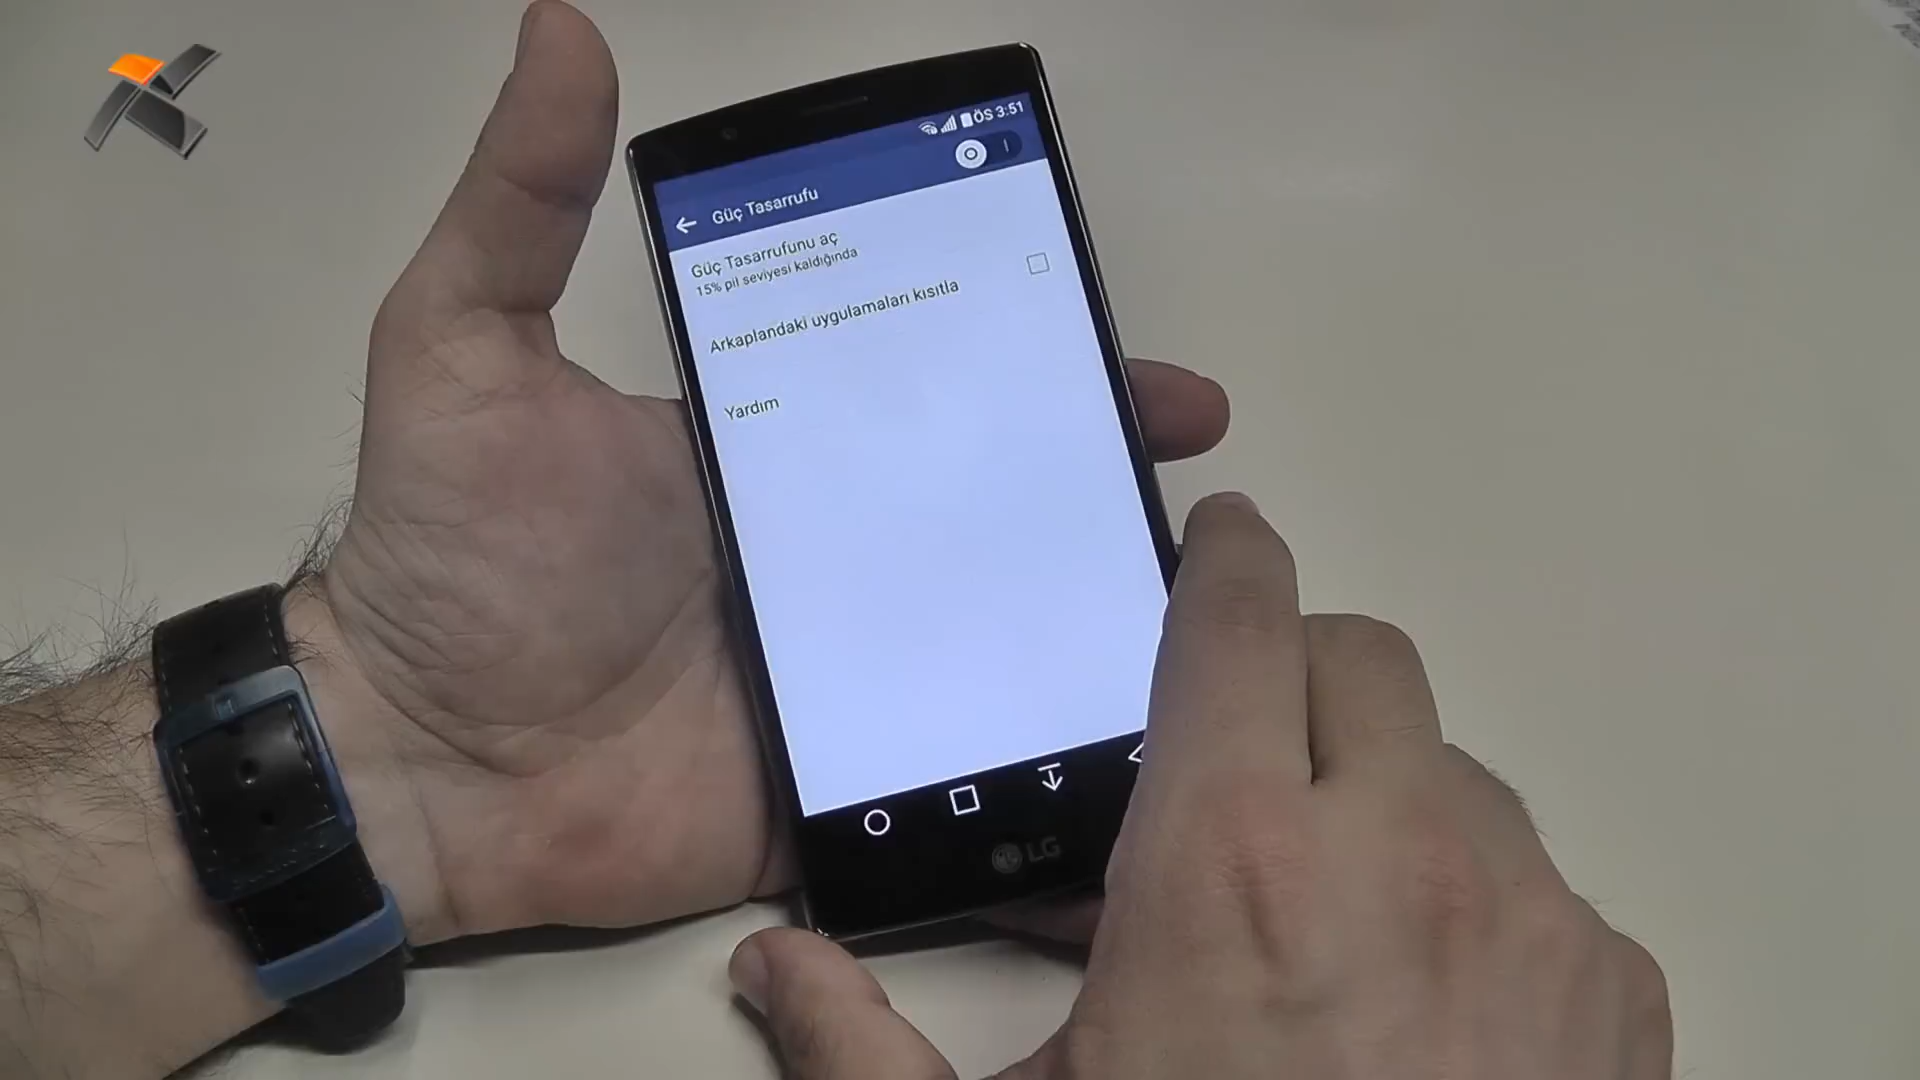 ÖS 3:51
Güç Tasarrufu
Güç Tasarrufunu aç
15% pil seviyesi kaldığında
Arkaplandaki uygulamaları kısıtla
Yardım
LG